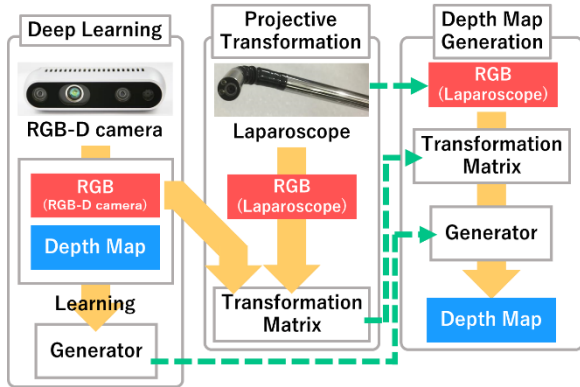 Deep Learning
RGB-D camera
RGB
(RGB-D camera)
Depth Map
Learning
Generator
Projective
Transformation
Laparoscope
RGB
(Laparoscope)
Transformation
Matrix
Depth Map
Generation
RGB
(Laparoscope)
Transformation
Matrix
Generator
Depth Map